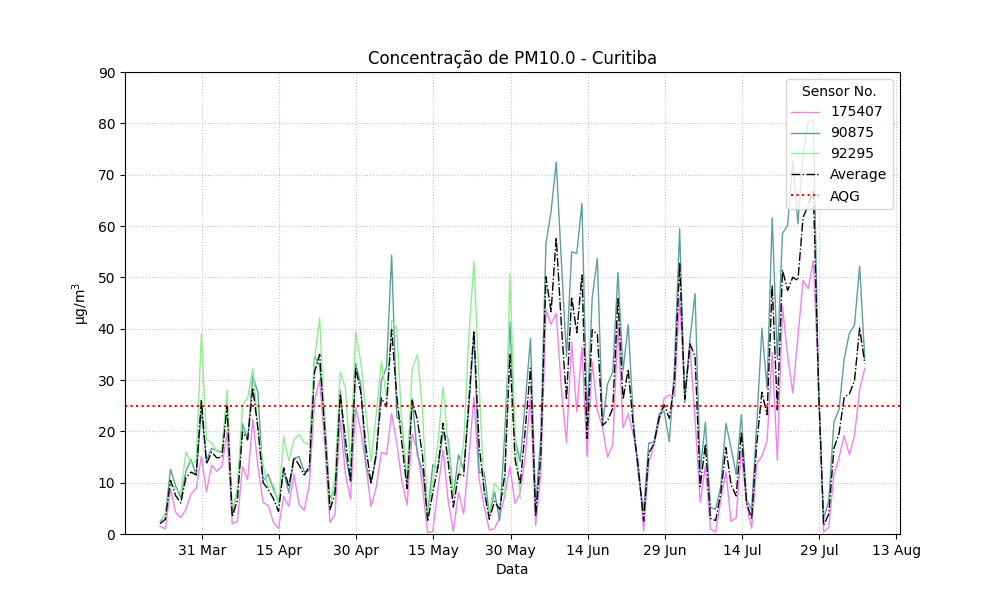 Concentração de PM10.0 - Curitiba
90
80
70
60
50
40
30
20
10
0
µg/m³
Sensor No.
175407
90875
92295
Average
AQG
31 Mar
15 Apr
30 Apr
15 May
30 May
14 Jun
29 Jun
14 Jul
29 Jul
13 Aug
Data